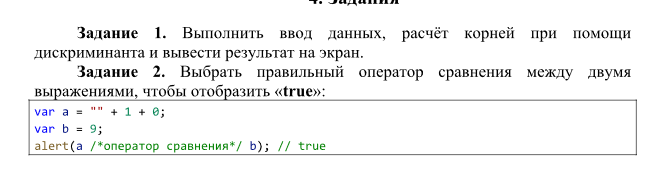 4. Задания
Задание 1. Выполнить ввод данных, расчёт корней при помощи
дискриминанта и вывести результат на экран.
Задание 2. Выбрать правильный оператор сравнения между двумя
выражениями, чтобы отобразить «true»:
var a = "" + 1 + 0;
var b = 9;
alert(a /*оператор сравнения*/ b); // true